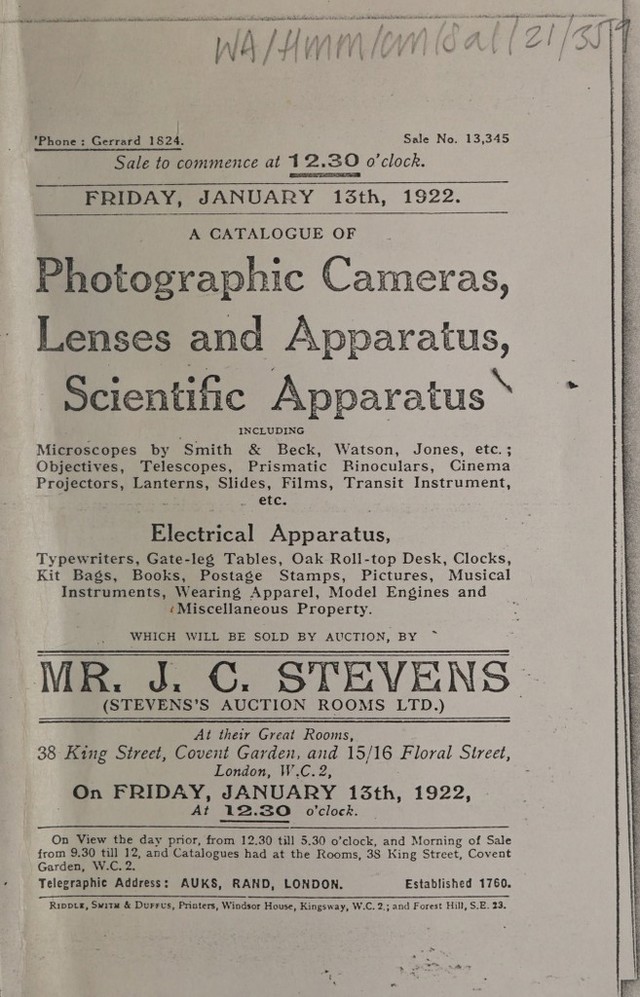 WA/Hmm/cm/Sal/21/359
'Phone: Gerrard 1824. Sale No. 13,345
Sale to commence at 12.30 o'clock.
FRIDAY, JANUARY 13th, 1922.
A CATALOGUE OF
Photographic Cameras,
Lenses and Apparatus,
Scientific Apparatus
INCLUDING
Microscopes by Smith & Beck, Watson, Jones, etc.;
Objectives, Telescopes, Prismatic Binoculars, Cinema
Projectors, Lanterns, Slides, Films, Transit Instrument,
etc.
Electrical Apparatus,
Typewriters, Gate-leg Tables, Oak Roll-top Desk, Clocks,
Kit Bags, Books, Postage Stamps, Pictures, Musical
Instruments, Wearing Apparel, Model Engines and
Miscellaneous Property.
WHICH WILL BE SOLD BY AUCTION, BY
MR. J. C. STEVENS
(STEVENS'S AUCTION ROOMS LTD.)
At their Great Rooms,
38 King Street, Covent Garden, and 15/16 Floral Street,
London, W.C.2,
On FRIDAY, JANUARY 13th, 1922,
At 12.30 o'clock.
On View the day prior, from 12.30 till 5.30 o'clock, and Morning of Sale
from 9.30 till 12, and Catalogues had at the Rooms, 38 King Street, Covent
Garden, W.C.2.
Telegraphic Address: AUKS, RAND, LONDON. Established 1760.
RIDDLE, SMITH & DUFFUS, Printers, Windsor House, Kingsway, W.C.2.; and Forest Hill, S.E. 23.